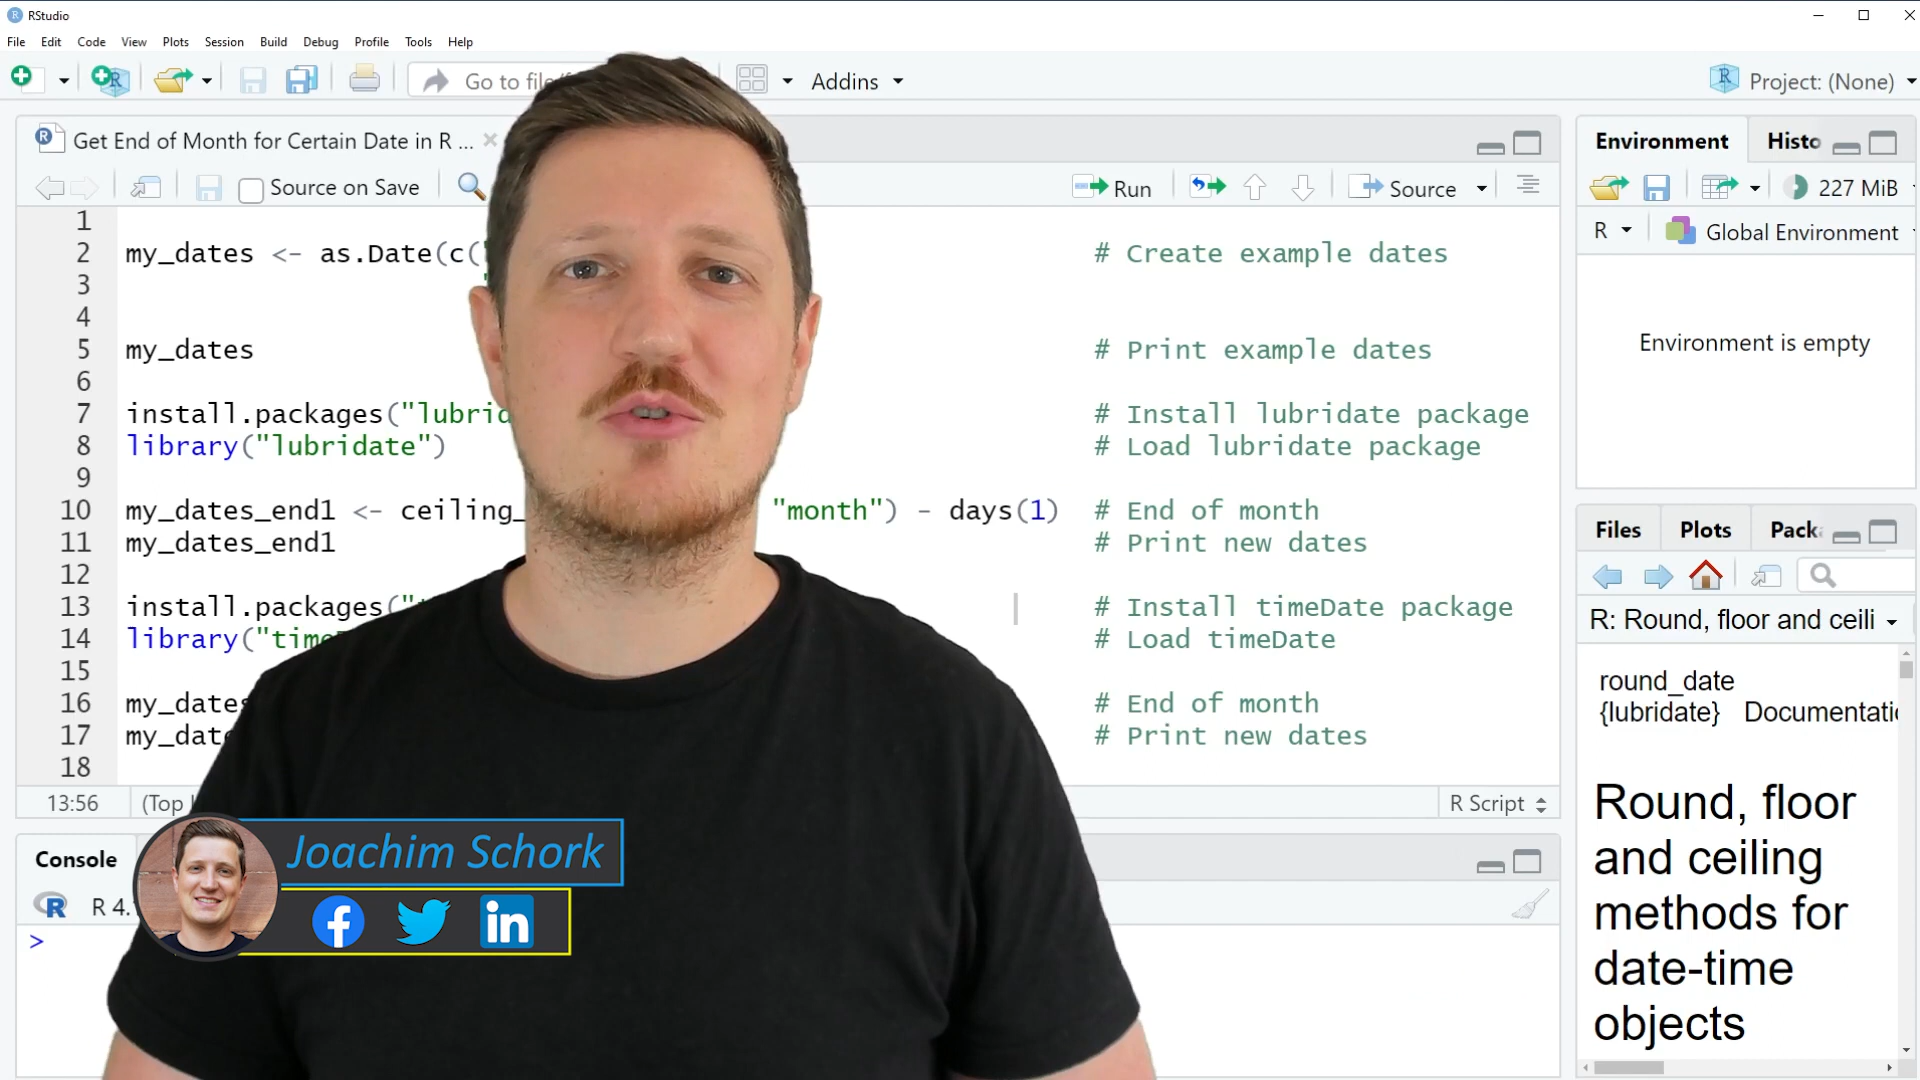 RStudio
File Edit Code View Plots Session Build Debug Profile Tools Help
Go to Addins Project: (None)
Get End of Month for Certain Date in R ...
Source on Save Run Source
1
2 my_dates <- as.Date(c( # Create example dates
3
4
5 my_dates # Print example dates
6
7 install.packages("lubrid # Install lubridate package
8 library("lubridate") # Load lubridate package
9
10 my_dates_end1 <- ceiling_ "month") - days(1) # End of month
11 my_dates_end1 # Print new dates
12
13 install.packages(" # Install timeDate package
14 library("time # Load timeDate
15
16 my_dates # End of month
17 my_date # Print new dates
18
13:56 (Top R Script
Console
R 4.
>
Joachim Schork
f
in
Environment Histo
227 MiB
R Global Environment
Environment is empty
Files Plots Packa
R: Round, floor and ceili
round_date
{lubridate} Documentatio
Round, floor
and ceiling
methods for
date-time
objects